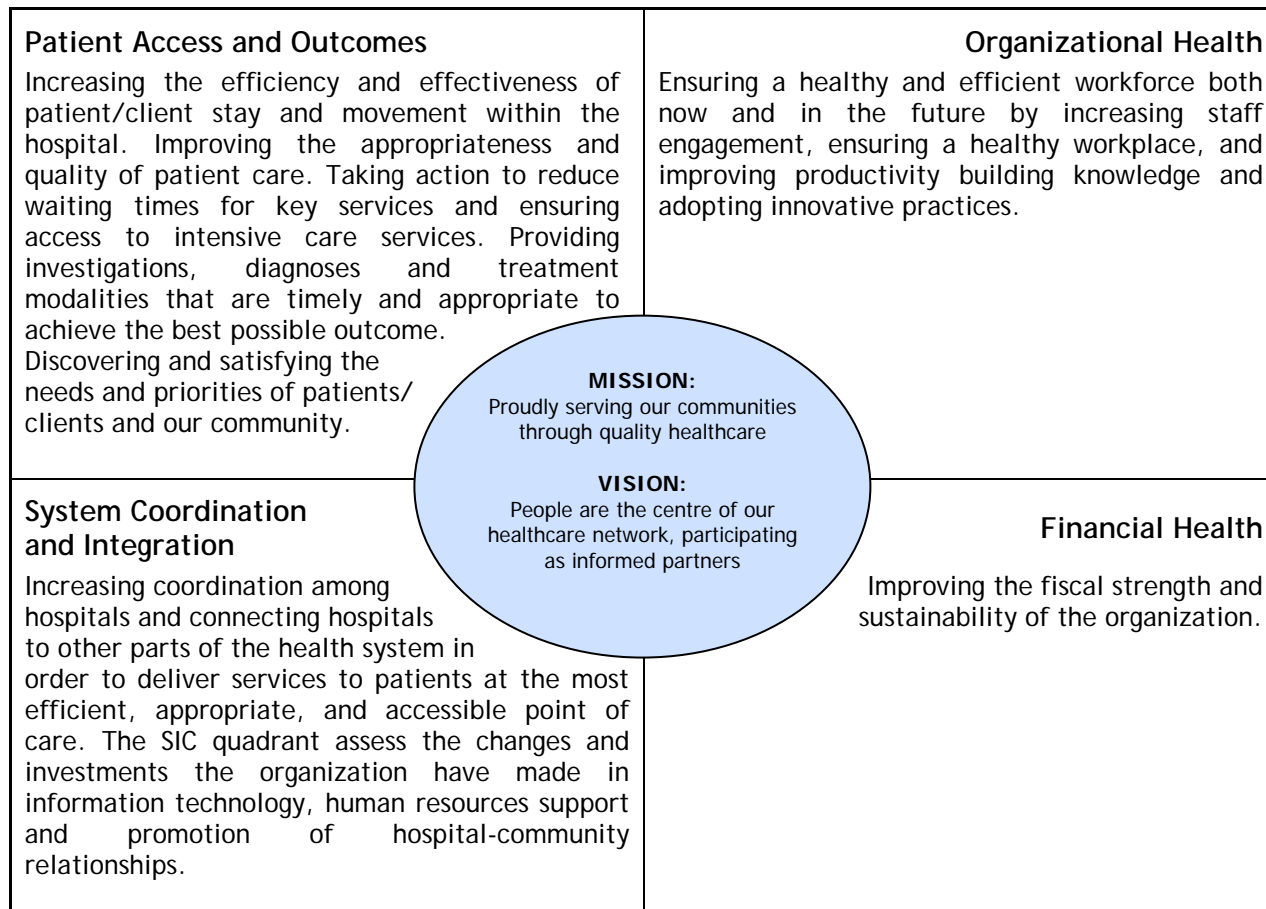 Patient Access and Outcomes
Increasing the efficiency and effectiveness of
patient/client stay and movement within the
hospital. Improving the appropriateness and
quality of patient care. Taking action to reduce
waiting times for key services and ensuring
access to intensive care services. Providing
investigations, diagnoses and treatment
modalities that are timely and appropriate to
achieve the best possible outcome.
Discovering and satisfying the
needs and priorities of patients/
clients and our community.
Organizational Health
Ensuring a healthy and efficient workforce both
now and in the future by increasing staff
engagement, ensuring a healthy workplace, and
improving productivity building knowledge and
adopting innovative practices.
MISSION:
Proudly serving our communities
through quality healthcare
VISION:
People are the centre of our
healthcare network, participating
as informed partners
System Coordination
and Integration
Increasing coordination among
hospitals and connecting hospitals
to other parts of the health system in
order to deliver services to patients at the most
efficient, appropriate, and accessible point of
care. The SIC quadrant assess the changes and
investments the organization have made in
information technology, human resources support
and promotion of hospital-community
relationships.
Financial Health
Improving the fiscal strength and
sustainability of the organization.